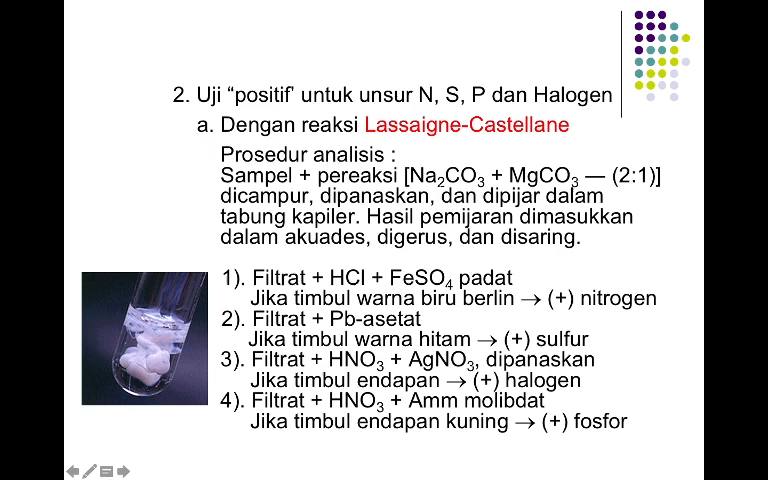 2. Uji “positif’ untuk unsur N, S, P dan Halogen
a. Dengan reaksi Lassaigne-Castellane
Prosedur analisis :
Sampel + pereaksi [Na₂CO₃ + MgCO₃ — (2:1)]
dicampur, dipanaskan, dan dipijar dalam
tabung kapiler. Hasil pemijaran dimasukkan
dalam akuades, digerus, dan disaring.
1). Filtrat + HCl + FeSO₄ padat
Jika timbul warna biru berlin → (+) nitrogen
2). Filtrat + Pb-asetat
Jika timbul warna hitam → (+) sulfur
3). Filtrat + HNO₃ + AgNO₃, dipanaskan
Jika timbul endapan → (+) halogen
4). Filtrat + HNO₃ + Amm molibdat
Jika timbul endapan kuning → (+) fosfor